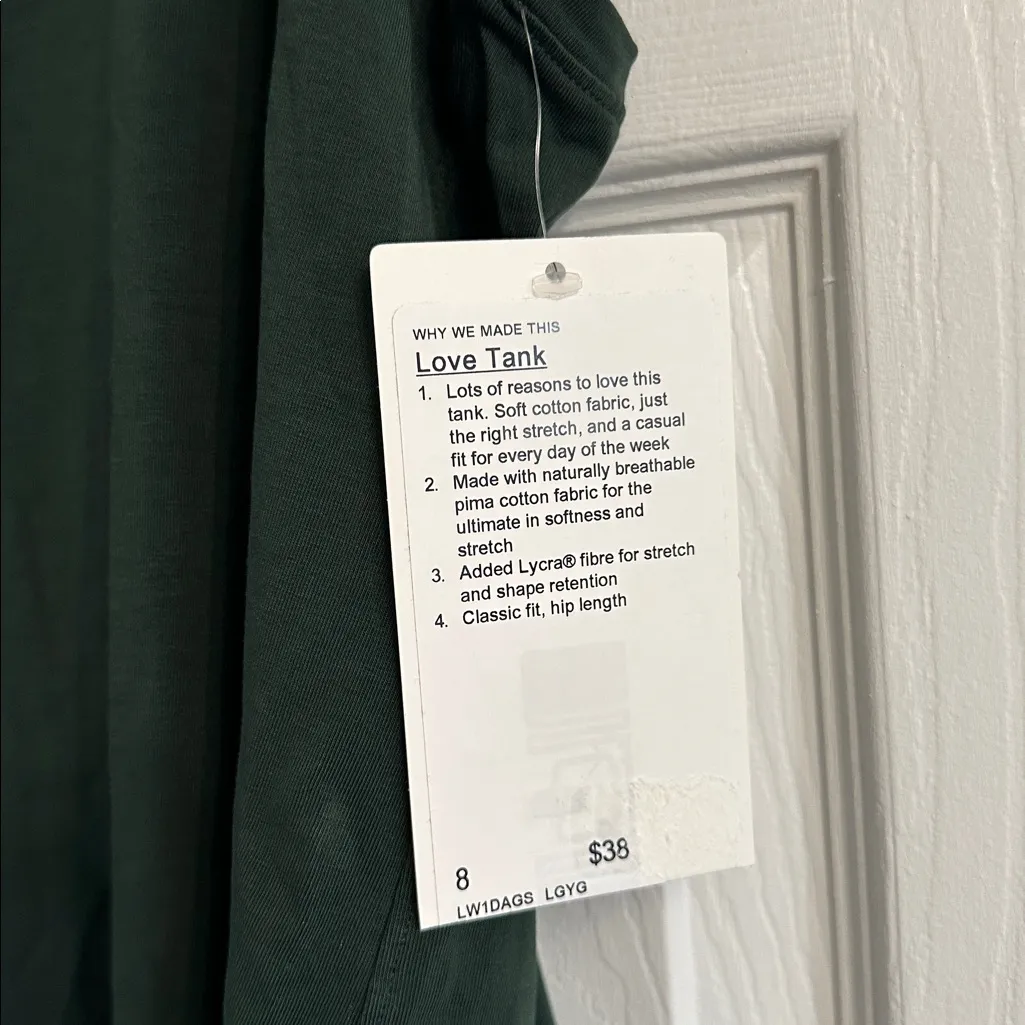 WHY WE MADE THIS
Love Tank
1. Lots of reasons to love this
tank. Soft cotton fabric, just
the right stretch, and a casual
fit for every day of the week
2. Made with naturally breathable
pima cotton fabric for the
ultimate in softness and
stretch
3. Added Lycra® fibre for stretch
and shape retention
4. Classic fit, hip length
$38
8
LW1DAGS LGYG